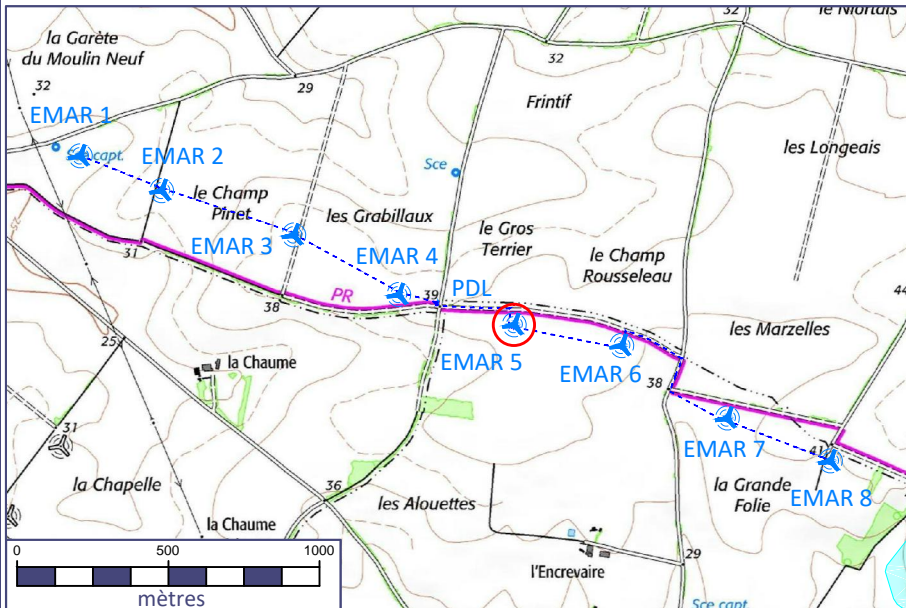 32
le Niortais
la Garète
du Moulin Neuf
32
29
32
Frintif
EMAR 1
Sce capt.
EMAR 2
les Longeais
Sce
le Champ
Pinet
les Grabillaux
le Gros
Terrier
EMAR 3
31
EMAR 4
le Champ
Rousseleau
PR
38
39
PDL
44
les Marzelles
25
la Chaume
EMAR 5
EMAR 6
38
31
EMAR 7
41
la Chapelle
36
les Alouettes
la Grande
Folie
EMAR 8
la Chaume
29
l'Encrevaire
0
500
1000
mètres
Sce capt.